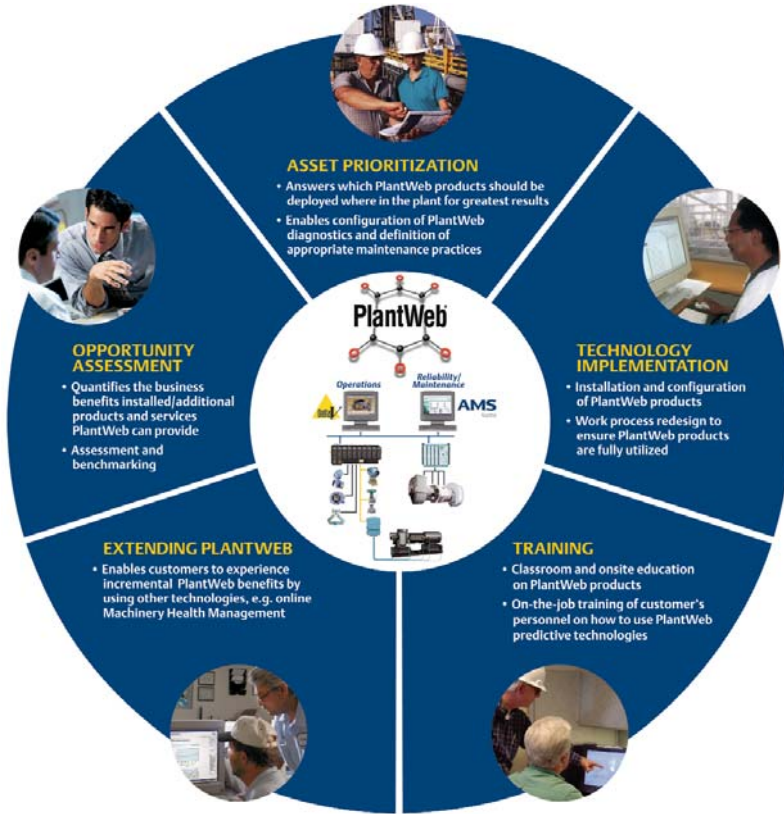 ASSET PRIORITIZATION
• Answers which PlantWeb products should be
deployed where in the plant for greatest results
• Enables configuration of PlantWeb
diagnostics and definition of
appropriate maintenance practices
OPPORTUNITY
ASSESSMENT
• Quantifies the business
benefits installed/additional
products and services
PlantWeb can provide
• Assessment and
benchmarking
PlantWeb
Operations
Reliability/
Maintenance
DeltaV
AMS
TECHNOLOGY
IMPLEMENTATION
• Installation and configuration
of PlantWeb products
• Work process redesign to
ensure PlantWeb products
are fully utilized
EXTENDING PLANTWEB
• Enables customers to experience
incremental PlantWeb benefits by
using other technologies, e.g. online
Machinery Health Management
TRAINING
• Classroom and onsite education
on PlantWeb products
• On-the-job training of customer's
personnel on how to use PlantWeb
predictive technologies